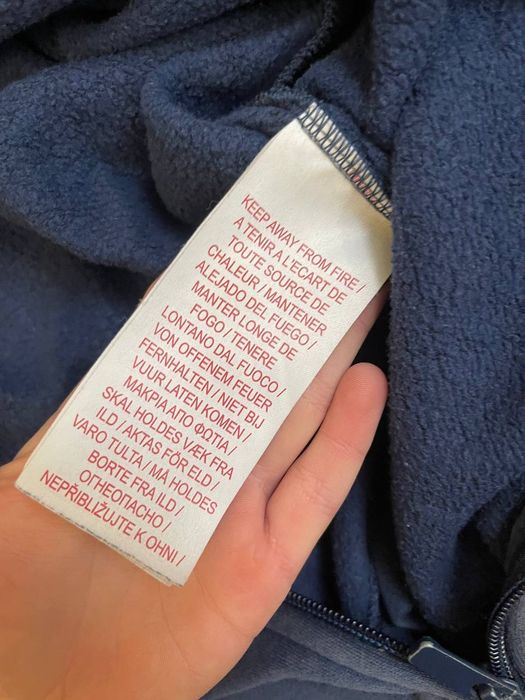 KEEP AWAY FROM FIRE /
A TENIR A L'ECART DE
TOUTE SOURCE DE
CHALEUR / MANTENER
ALEJADO DEL FUEGO /
MANTER LONGE DE
FOGO / TENERE
LONTANO DAL FUOCO /
VON OFFENEM FEUER
FERNHALTEN / NIET BIJ
VUUR LATEN KOMEN /
ΜΑΚΡΙΑ ΑΠΟ ΦΩΤΙΑ /
SKAL HOLDES VÆK FRA
ILD / AKTAS FÖR ELD /
VARO TULTA / MÅ HOLDES
BORTE FRA ILD /
ОГНЕОПАСНО /
NEPŘIBLIŽUJTE K OHNI /